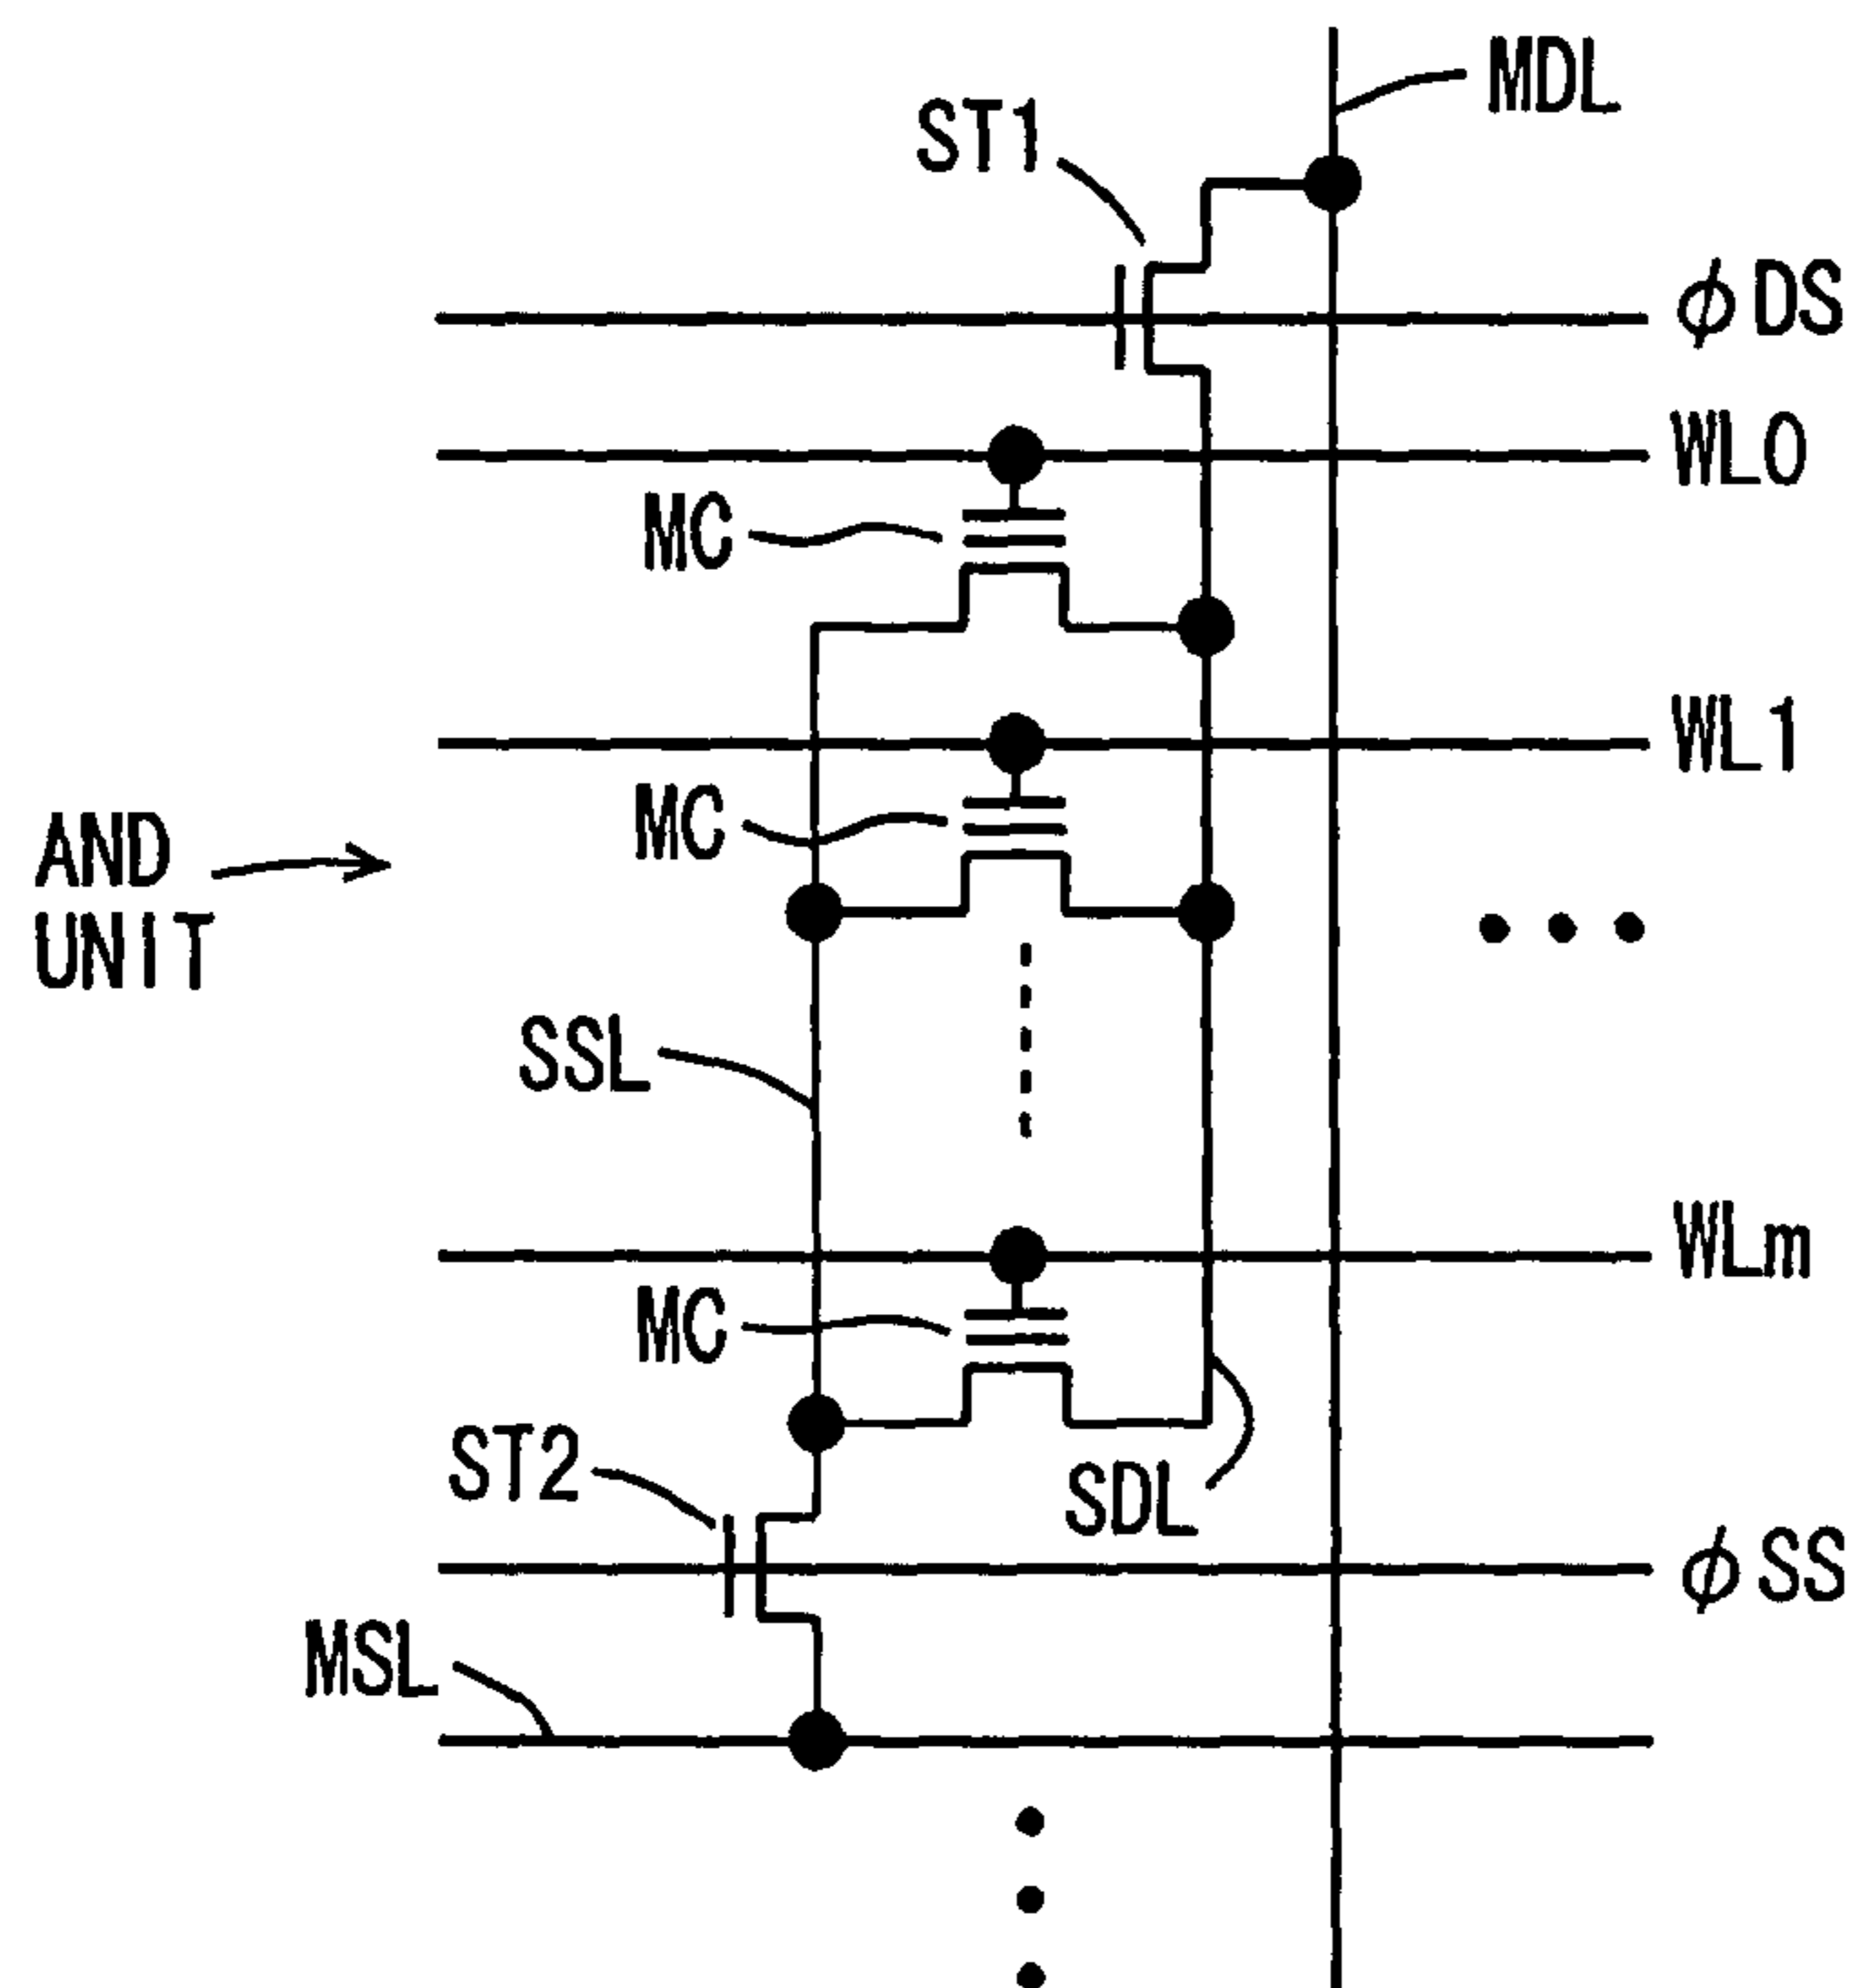 MDL
ST1
φDS
WL0
MC
WL1
MC
AND
UNIT
SSL
WLm
MC
ST2
SDL
φSS
MSL